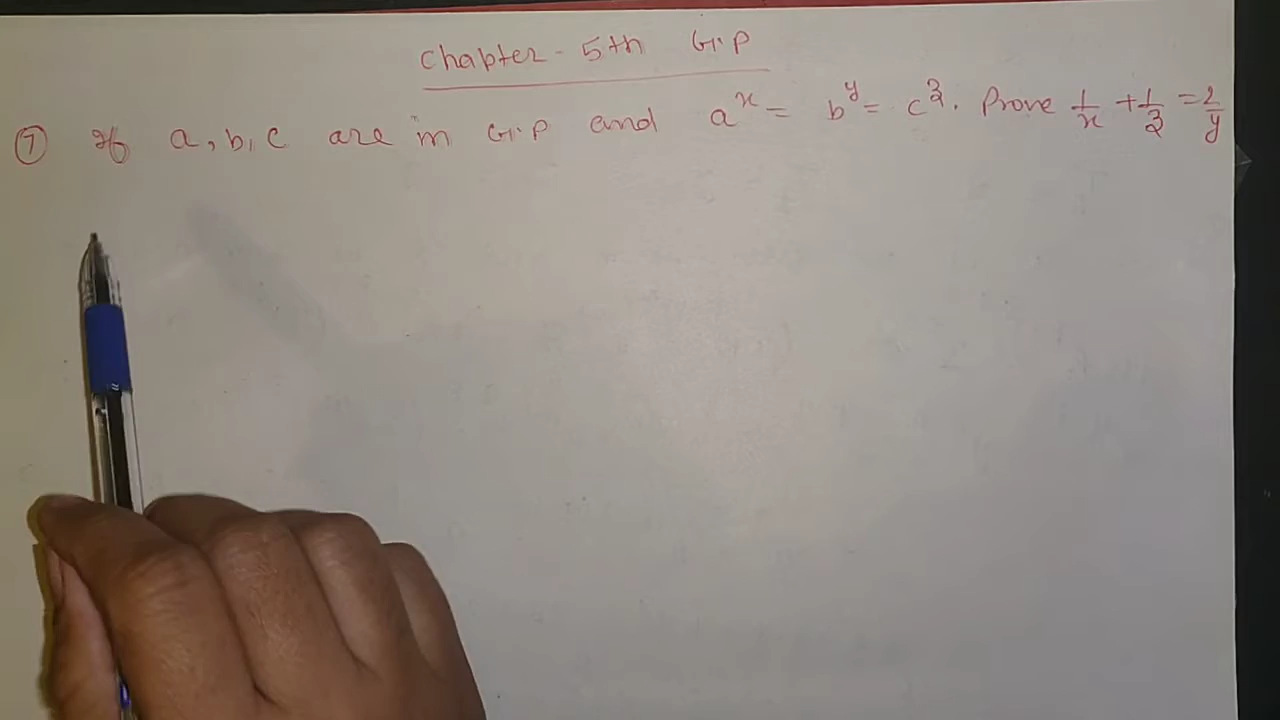 Chapter - 5th G.P
⑦ If a, b, c are in G.P and a^x = b^y = c^z. Prove 1/x + 1/z = 2/y